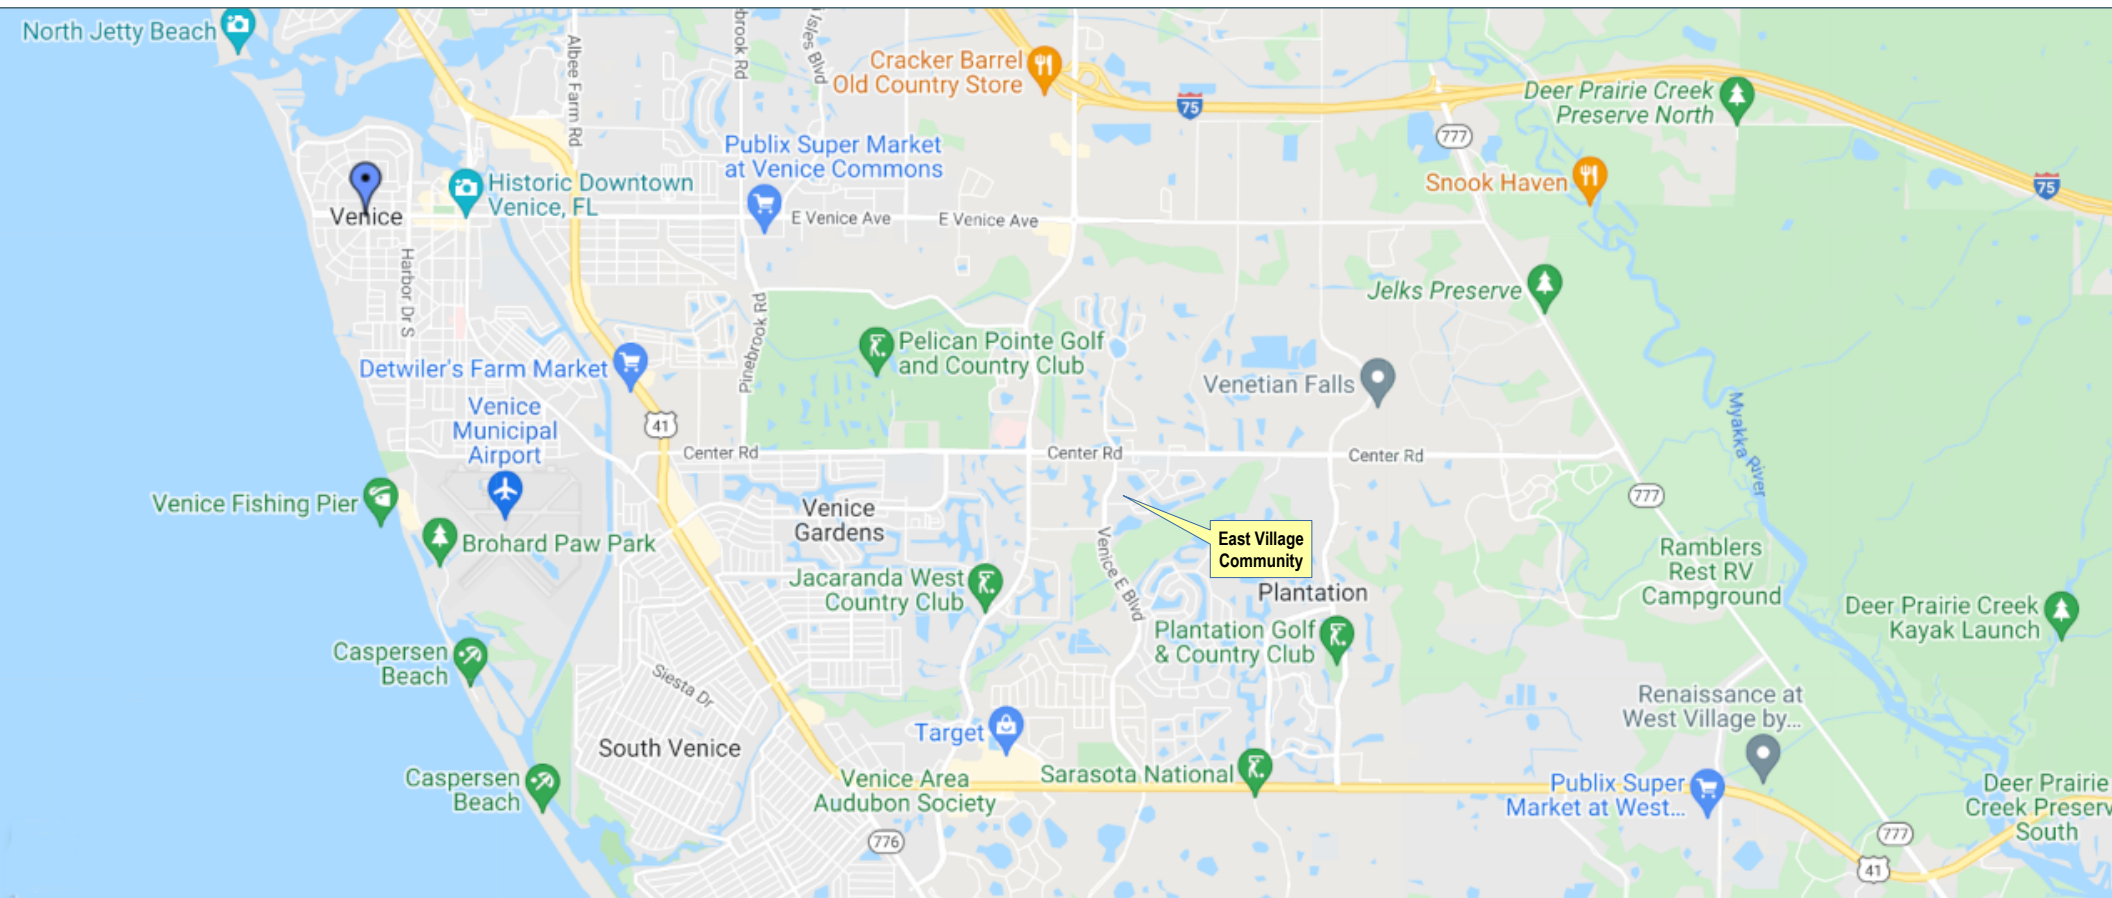 North Jetty Beach
Albee Farm Rd
Isles Blvd
Cracker Barrel
Old Country Store
75
Deer Prairie Creek
Preserve North
777
Publix Super Market
at Venice Commons
Snook Haven
75
Historic Downtown
Venice, FL
Venice
E Venice Ave
E Venice Ave
Harbor Dr S
Jelks Preserve
Pinebrook Rd
Pelican Pointe Golf
and Country Club
Detwiler's Farm Market
Venetian Falls
Venice
Municipal
Airport
41
Center Rd
Center Rd
Center Rd
Myakka River
Venice Fishing Pier
777
Venice
Gardens
Brohard Paw Park
East Village
Community
Venice E Blvd
Ramblers
Rest RV
Campground
Jacaranda West
Country Club
Plantation
Deer Prairie Creek
Kayak Launch
Plantation Golf
& Country Club
Caspersen
Beach
Siesta Dr
Renaissance at
West Village by...
Target
South Venice
Sarasota National
Venice Area
Audubon Society
Caspersen
Beach
Publix Super
Market at West...
Deer Prairie
Creek Preserv
South
776
777
41